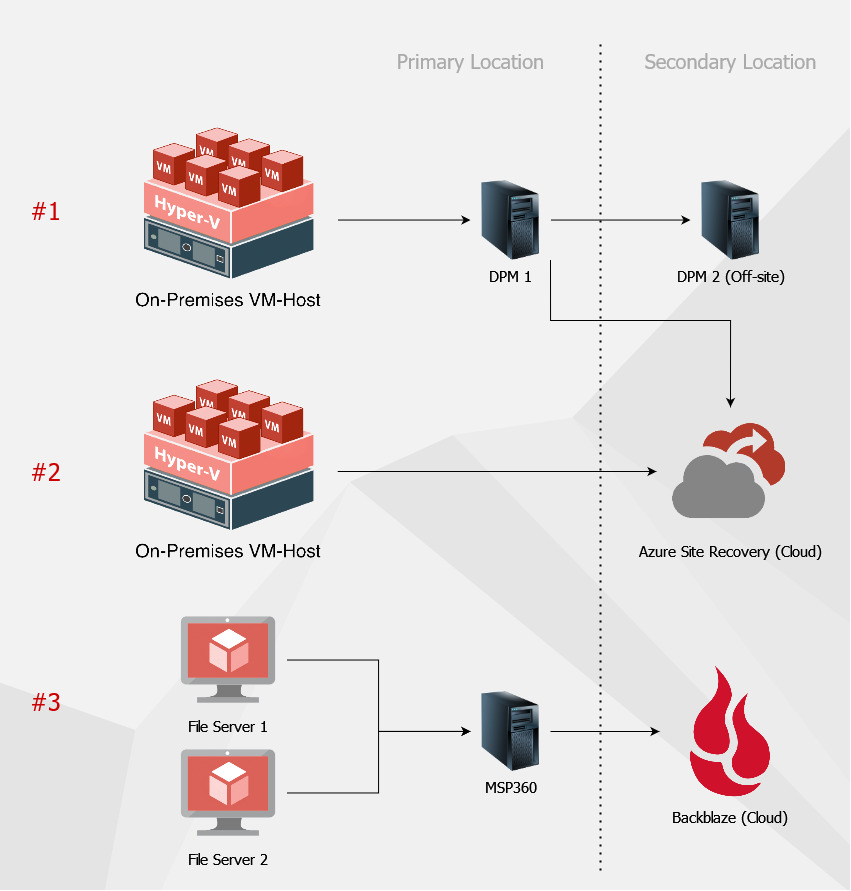 Primary Location
Secondary Location
#1
VM
VM
VM
VM
VM
VM
Hyper-V
On-Premises VM-Host
DPM 1
DPM 2 (Off-site)
#2
VM
VM
VM
VM
VM
VM
Hyper-V
On-Premises VM-Host
Azure Site Recovery (Cloud)
#3
File Server 1
File Server 2
MSP360
Backblaze (Cloud)